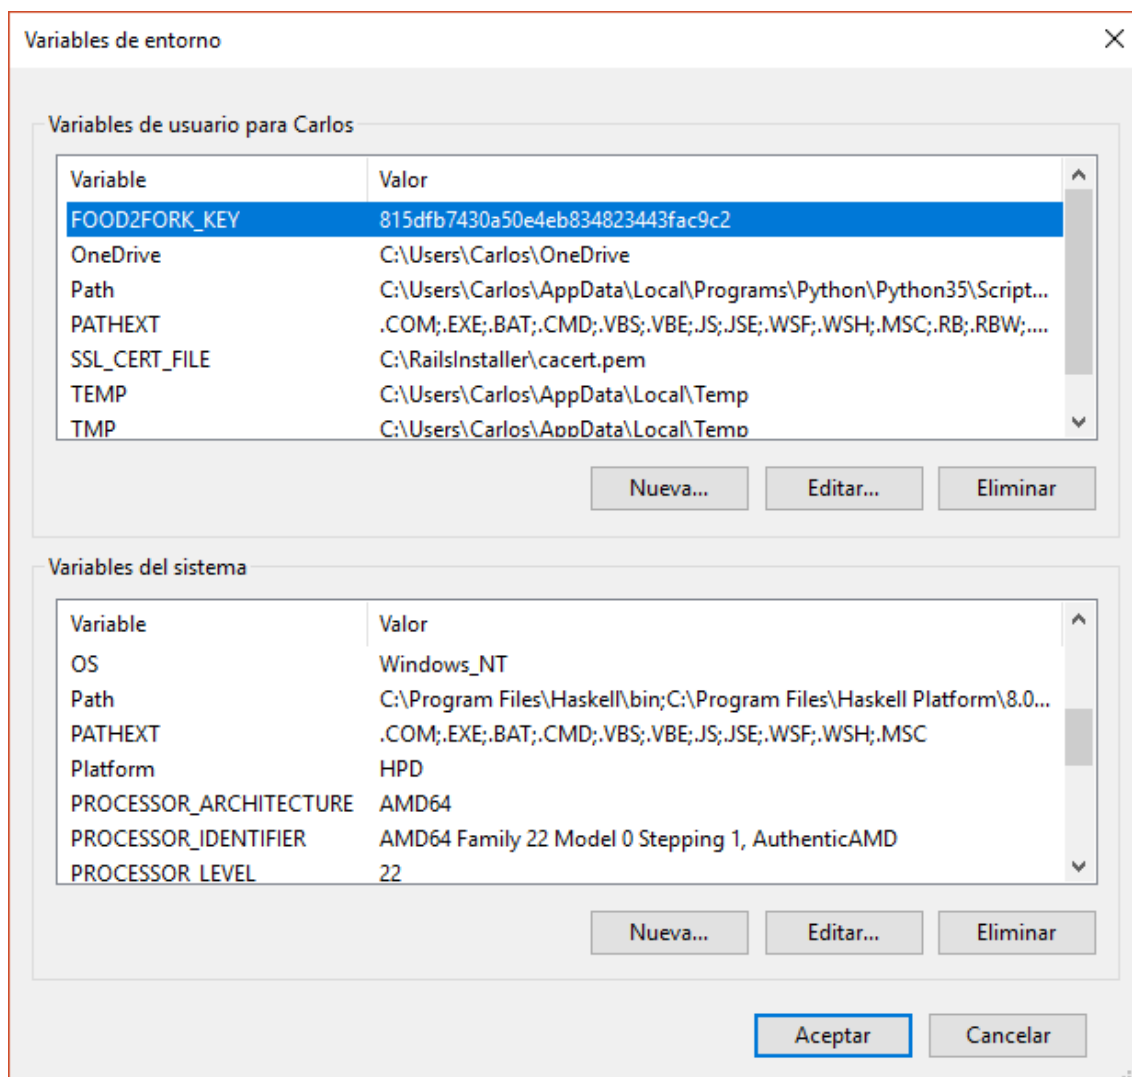 Variables de entorno
Variables de usuario para Carlos
Variable Valor
FOOD2FORK_KEY 815dfb7430a50e4eb834823443fac9c2
OneDrive C:\Users\Carlos\OneDrive
Path C:\Users\Carlos\AppData\Local\Programs\Python\Python35\Script...
PATHEXT .COM;.EXE;.BAT;.CMD;.VBS;.VBE;.JS;.JSE;.WSF;.WSH;.MSC;.RB;.RBW;....
SSL_CERT_FILE C:\RailsInstaller\cacert.pem
TEMP C:\Users\Carlos\AppData\Local\Temp
TMP C:\Users\Carlos\AppData\Local\Temp
Nueva... Editar... Eliminar
Variables del sistema
Variable Valor
OS Windows_NT
Path C:\Program Files\Haskell\bin;C:\Program Files\Haskell Platform\8.0...
PATHEXT .COM;.EXE;.BAT;.CMD;.VBS;.VBE;.JS;.JSE;.WSF;.WSH;.MSC
Platform HPD
PROCESSOR_ARCHITECTURE AMD64
PROCESSOR_IDENTIFIER AMD64 Family 22 Model 0 Stepping 1, AuthenticAMD
PROCESSOR_LEVEL 22
Nueva... Editar... Eliminar
Aceptar Cancelar